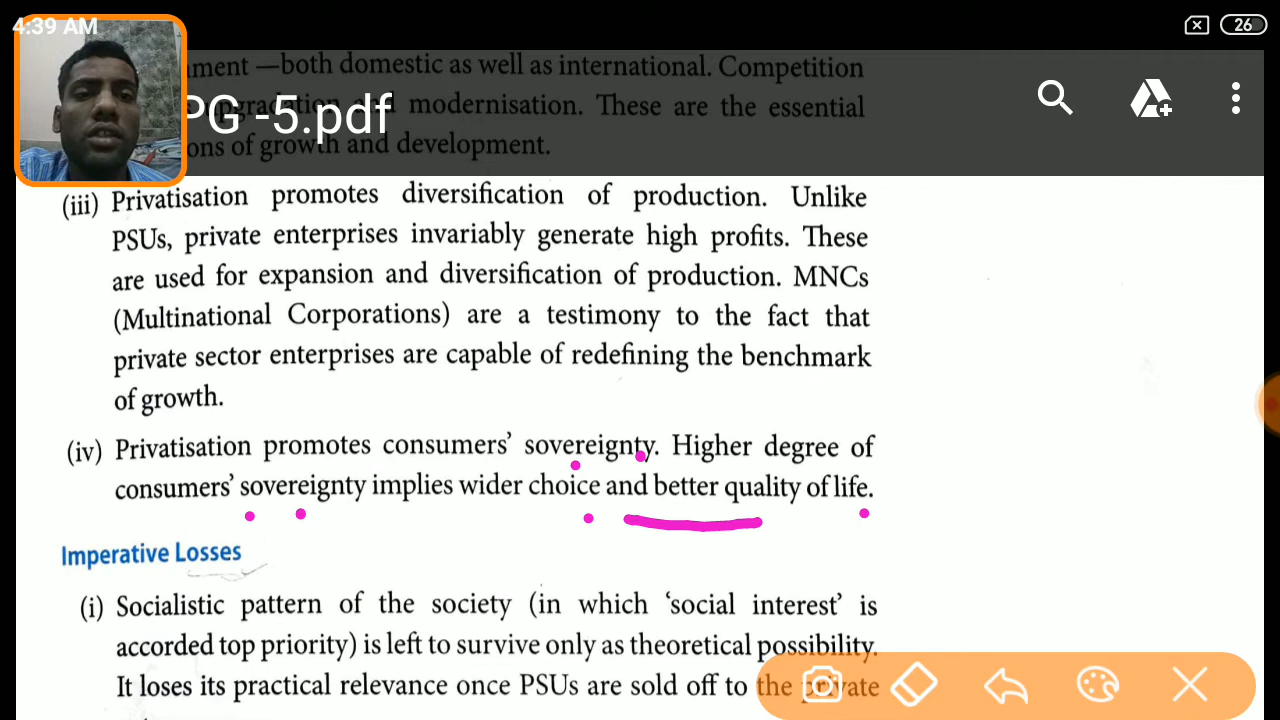 4:39 AM
26
nment —both domestic as well as international. Competition
PG -5.pdf
upgradation and modernisation. These are the essential
ons of growth and development.
(iii) Privatisation promotes diversification of production. Unlike
PSUs, private enterprises invariably generate high profits. These
are used for expansion and diversification of production. MNCs
(Multinational Corporations) are a testimony to the fact that
private sector enterprises are capable of redefining the benchmark
of growth.
(iv) Privatisation promotes consumers' sovereignty. Higher degree of
consumers' sovereignty implies wider choice and better quality of life.
Imperative Losses
(i) Socialistic pattern of the society (in which 'social interest' is
accorded top priority) is left to survive only as theoretical possibility.
It loses its practical relevance once PSUs are sold off to the private